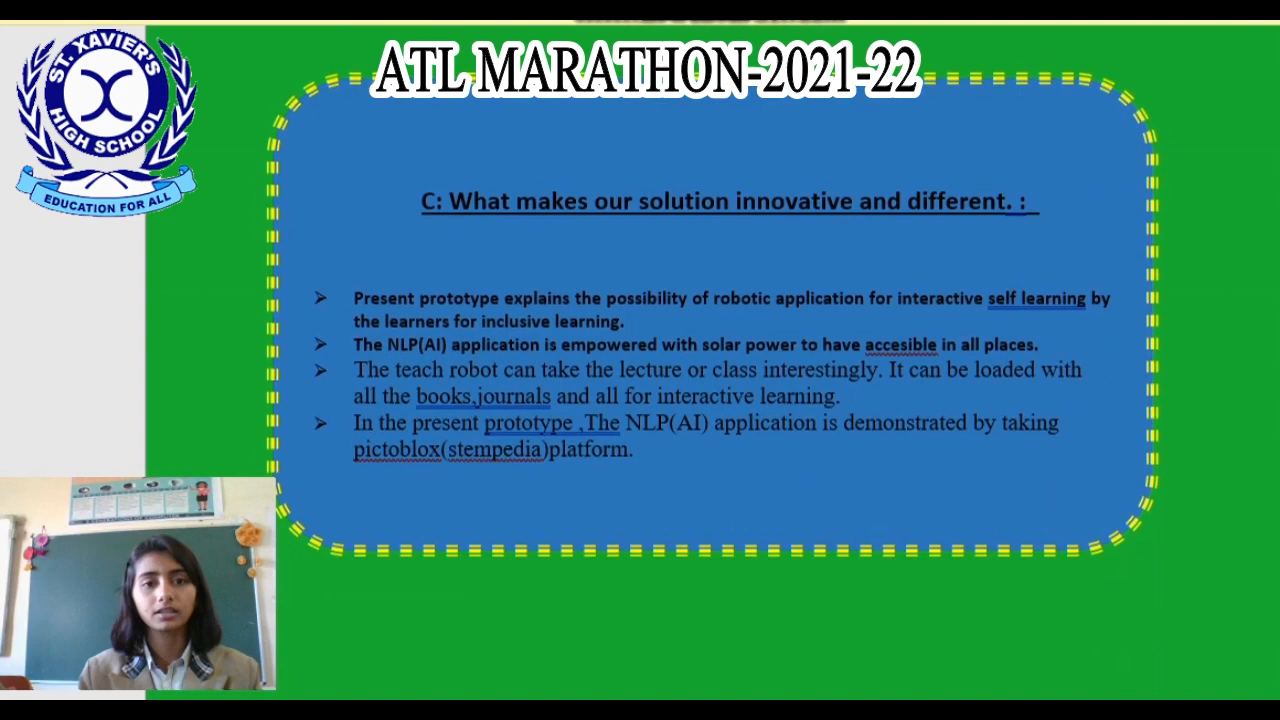 ATL MARATHON-2021-22
ST. XAVIER'S
HIGH SCHOOL
EDUCATION FOR ALL
C: What makes our solution innovative and different. :
➢ Present prototype explains the possibility of robotic application for interactive self learning by
the learners for inclusive learning.
➢ The NLP(AI) application is empowered with solar power to have accesible in all places.
➢ The teach robot can take the lecture or class interestingly. It can be loaded with
all the books,journals and all for interactive learning.
➢ In the present prototype ,The NLP(AI) application is demonstrated by taking
pictoblox(stempedia)platform.